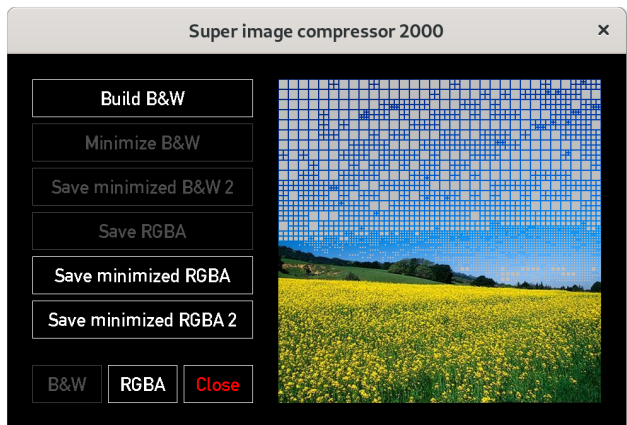 Super image compressor 2000 ×
Build B&W
Minimize B&W
Save minimized B&W 2
Save RGBA
Save minimized RGBA
Save minimized RGBA 2
B&W RGBA Close